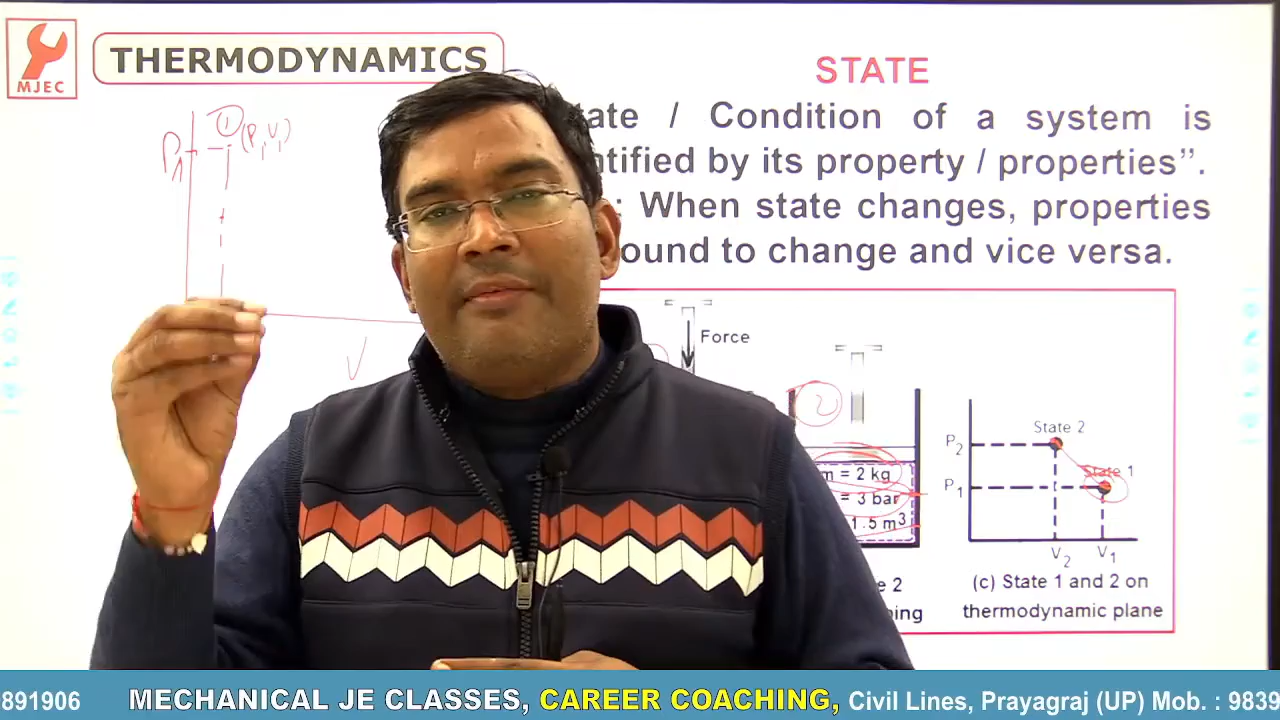 MJEC
THERMODYNAMICS
STATE
tate / Condition of a system is
ntified by its property / properties”.
: When state changes, properties
ound to change and vice versa.
P1
1
(P1, V1)
V
Force
2
m = 2 kg
= 3 bar
1.5 m³
e 2
ning
P2
P1
State 2
State 1
V2
V1
(c) State 1 and 2 on
thermodynamic plane
891906 MECHANICAL JE CLASSES, CAREER COACHING, Civil Lines, Prayagraj (UP) Mob. : 9839